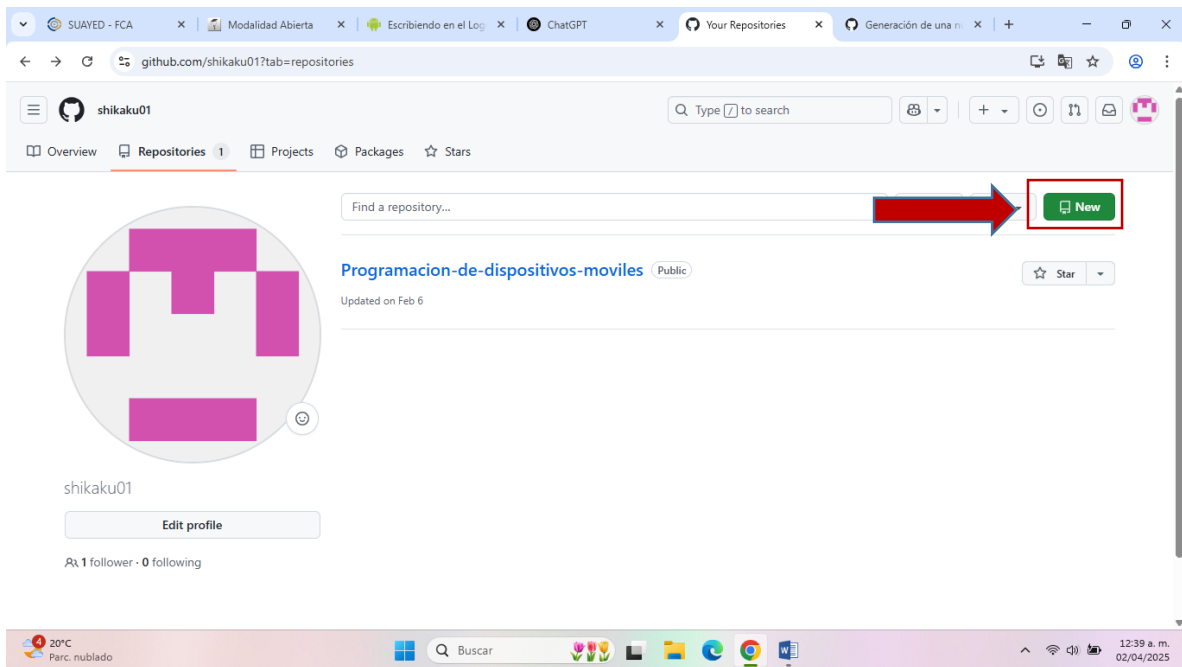 SUAYED - FCA
Modalidad Abierta
Escribiendo en el Log
ChatGPT
Your Repositories
Generación de una n
github.com/shikaku01?tab=repositories
shikaku01
Type / to search
Overview
Repositories 1
Projects
Packages
Stars
Find a repository...
New
Programacion-de-dispositivos-moviles Public
Star
Updated on Feb 6
shikaku01
Edit profile
1 follower · 0 following
4
20°C
Parc. nublado
Buscar
12:39 a. m.
02/04/2025